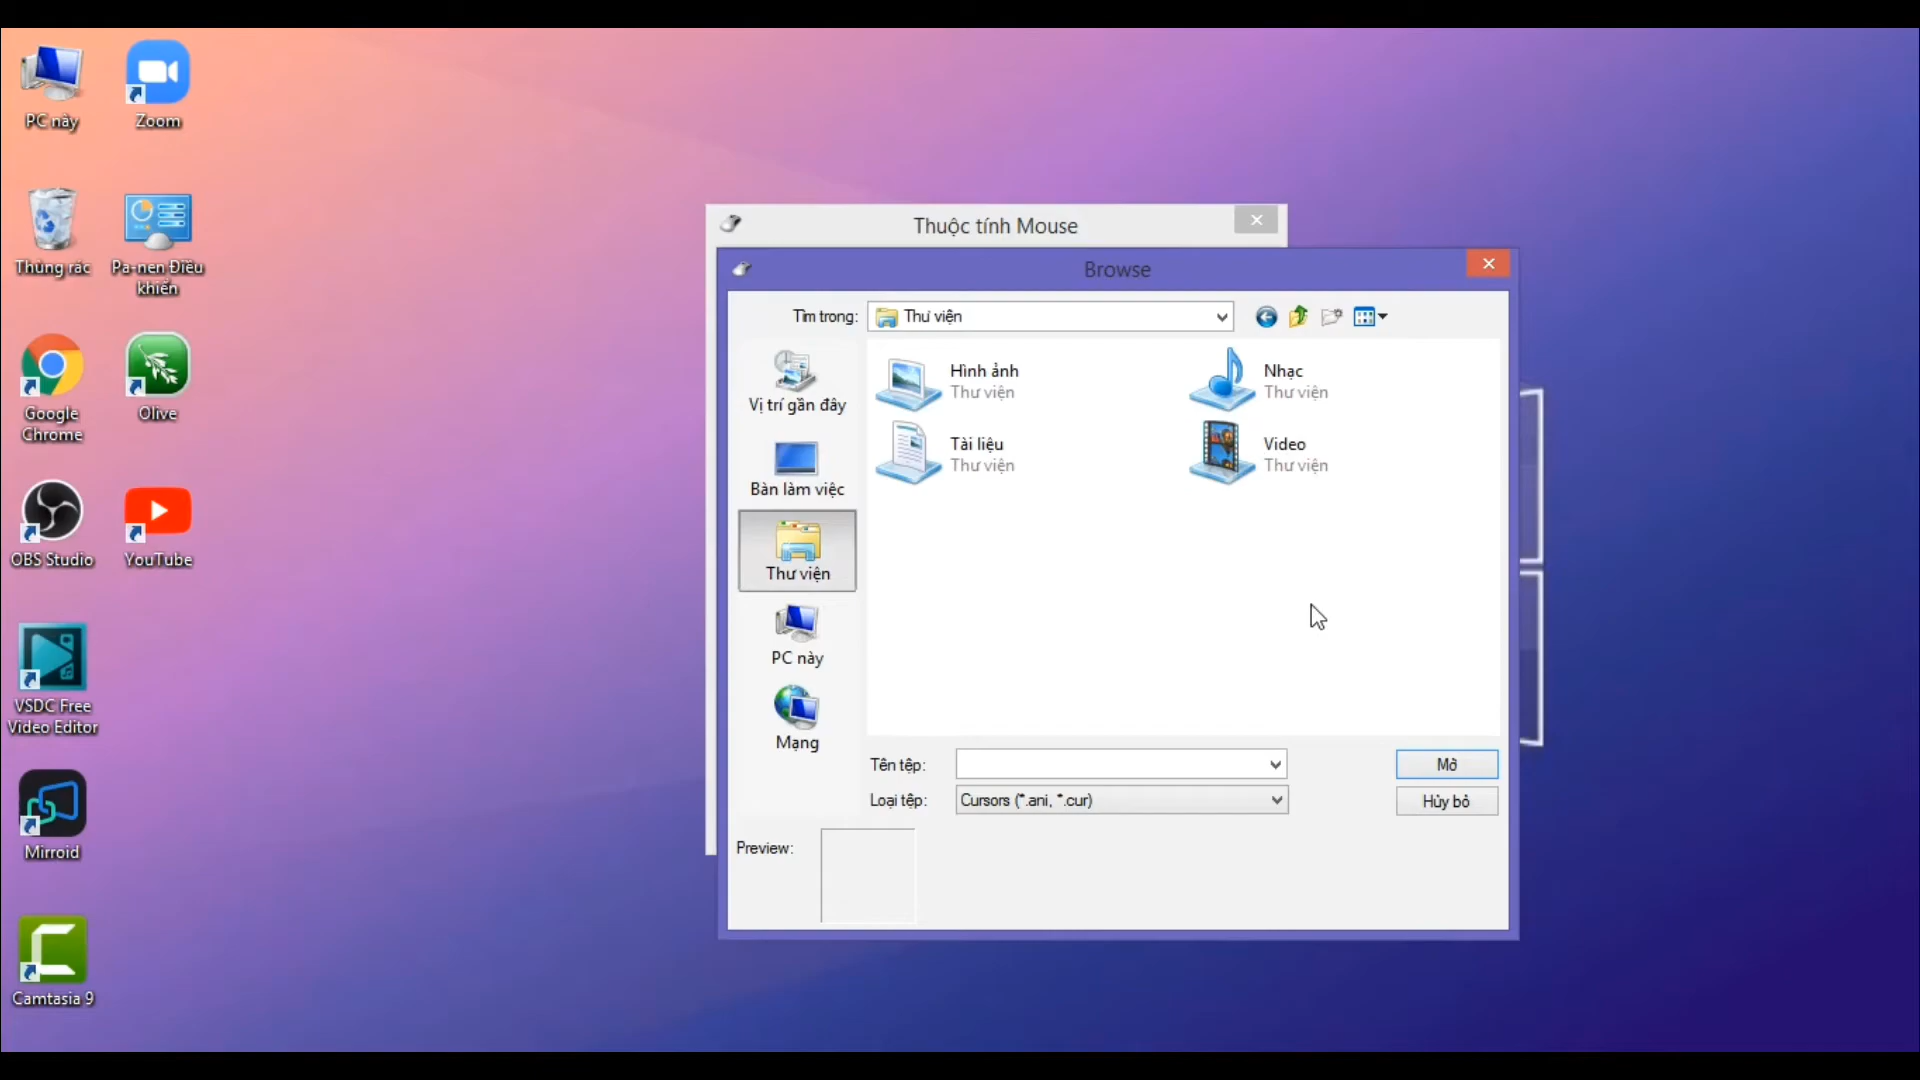 PC này
Zoom
Thùng rác
Pa-nen Điều
khiển
Google
Chrome
Olive
OBS Studio
YouTube
VSDC Free
Video Editor
Mirroid
Camtasia 9
Thuộc tính Mouse
Browse
Tìm trong:
Thư viện
Vị trí gần đây
Bàn làm việc
Thư viện
PC này
Mạng
Hình ảnh
Thư viện
Nhạc
Thư viện
Tài liệu
Thư viện
Video
Thư viện
Tên tệp:
Mở
Loại tệp:
Cursors (*.ani, *.cur)
Hủy bỏ
Preview: